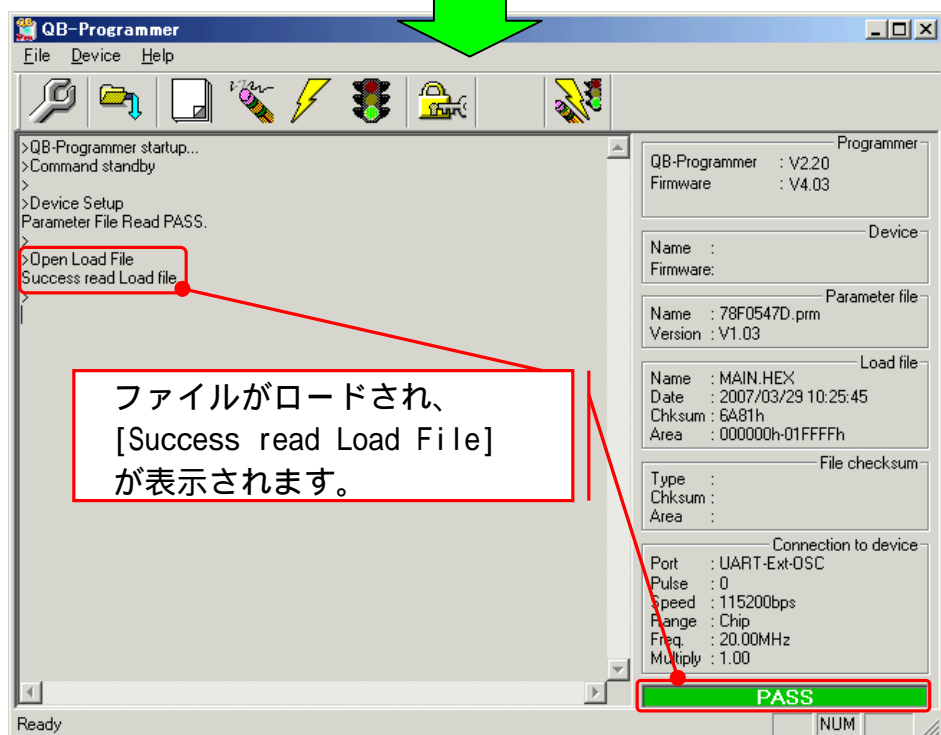 QB-Programmer
File Device Help
>QB-Programmer startup...
>Command standby
>
>Device Setup
Parameter File Read PASS.
>
>Open Load File
Success read Load file.
>
ファイルがロードされ、
[Success read Load File]
が表示されます。
Programmer
QB-Programmer : V2.20
Firmware : V4.03
Device
Name :
Firmware:
Parameter file
Name : 78F0547D.prm
Version : V1.03
Load file
Name : MAIN.HEX
Date : 2007/03/29 10:25:45
Chksum : 6A81h
Area : 000000h-01FFFFh
File checksum
Type :
Chksum :
Area :
Connection to device
Port : UART-Ext-OSC
Pulse : 0
Speed : 115200bps
Range : Chip
Freq. : 20.00MHz
Multiply : 1.00
PASS
Ready
NUM